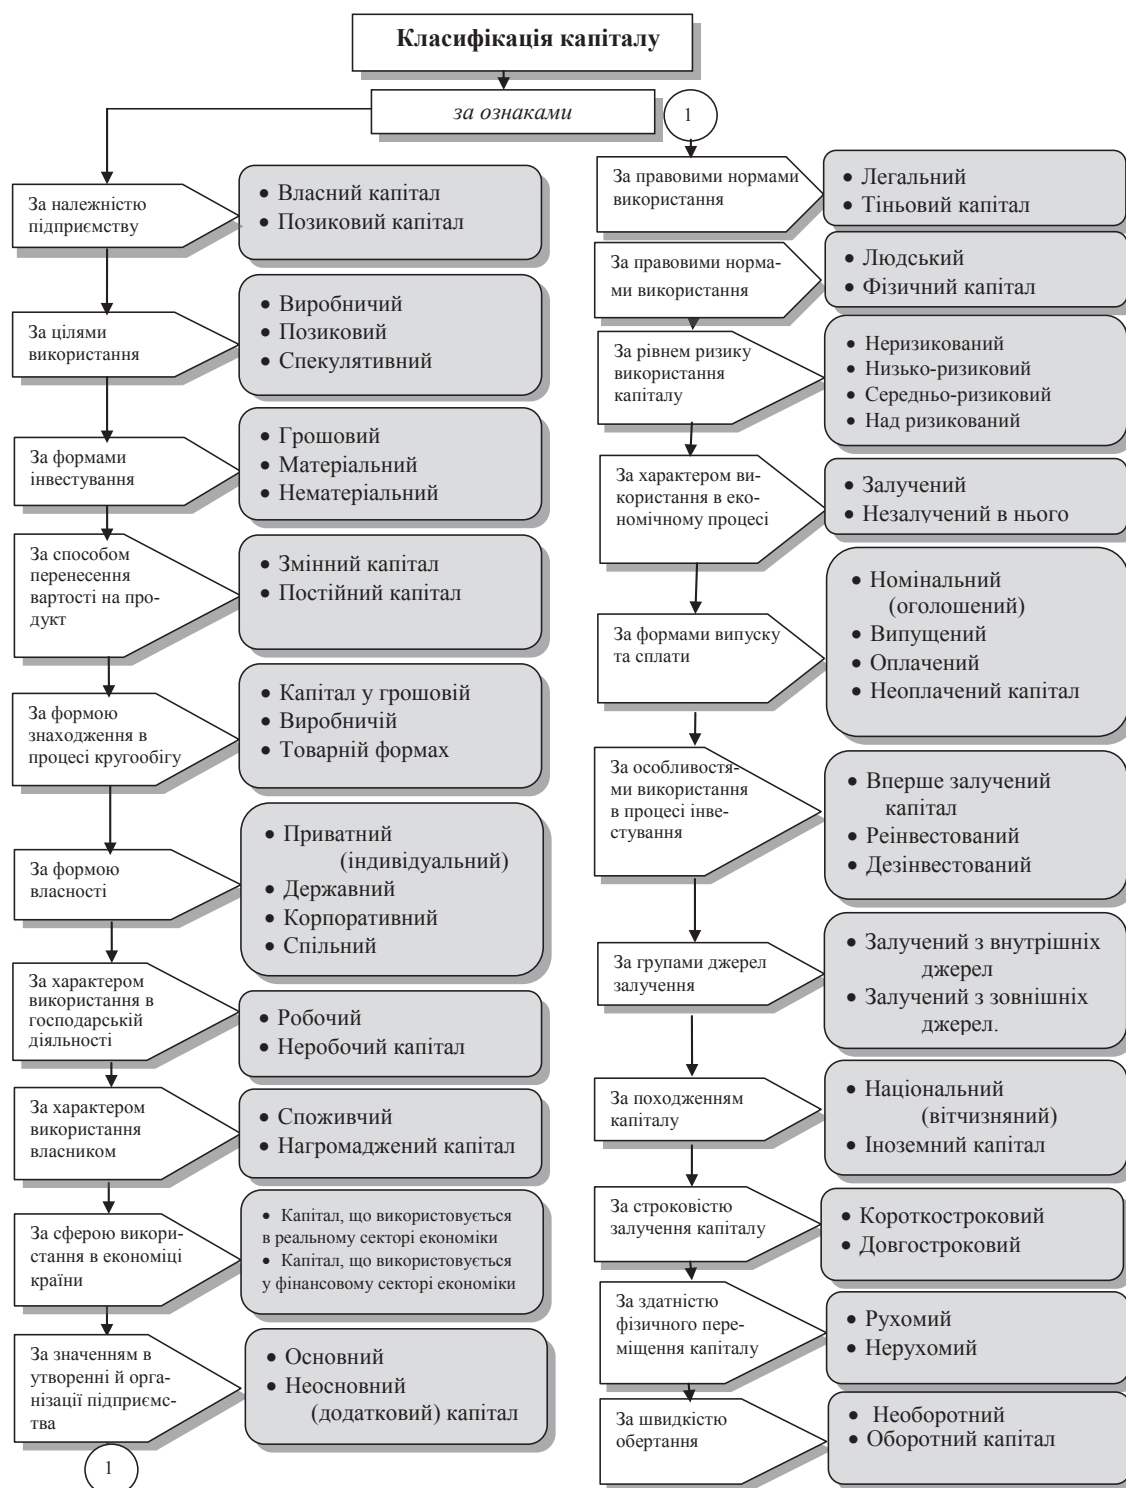 Класифікація капіталу
за ознаками
За належністю
підприємству
• Власний капітал
• Позиковий капітал
За цілями
використання
• Виробничий
• Позиковий
• Спекулятивний
За формами
інвестування
• Грошовий
• Матеріальний
• Нематеріальний
За способом
перенесення
вартості на про-
дукт
• Змінний капітал
• Постійний капітал
За формою
знаходження в
процесі кругообігу
• Капітал у грошовій
• Виробничій
• Товарній формах
За формою
власності
• Приватний
(індивідуальний)
• Державний
• Корпоративний
• Спільний
За характером
використання в
господарській
діяльності
• Робочий
• Неробочий капітал
За характером
використання
власником
• Споживчий
• Нагромаджений капітал
За сферою викори-
стання в економіці
країни
• Капітал, що використовується
в реальному секторі економіки
• Капітал, що використовується
у фінансовому секторі економіки
За значенням в
утворенні й орга-
нізації підприємс-
тва
• Основний
• Неосновний
(додатковий) капітал
1
1
За правовими нормами
використання
• Легальний
• Тіньовий капітал
За правовими норма-
ми використання
• Людський
• Фізичний капітал
За рівнем ризику
використання
капіталу
• Неризикований
• Низько-ризиковий
• Середньо-ризиковий
• Над ризикований
За характером ви-
користання в еко-
номічному процесі
• Залучений
• Незалучений в нього
За формами випуску
та сплати
• Номінальний
(оголошений)
• Випущений
• Оплачений
• Неоплачений капітал
За особливостя-
ми використання
в процесі інве-
стування
• Вперше залучений
капітал
• Реінвестований
• Дезінвестований
За групами джерел
залучення
• Залучений з внутрішніх
джерел
• Залучений з зовнішніх
джерел.
За походженням
капіталу
• Національний
(вітчизняний)
• Іноземний капітал
За строковістю
залучення капіталу
• Короткостроковий
• Довгостроковий
За здатністю
фізичного пере-
міщення капіталу
• Рухомий
• Нерухомий
За швидкістю
обертання
• Необоротний
• Оборотний капітал